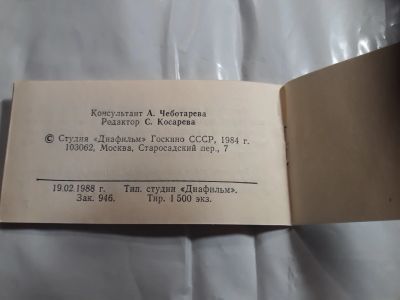 Консультант А. Чеботарева
Редактор С. Косарева
© Студия «Диафильм» Госкино СССР, 1984 г.
103062, Москва, Старосадский пер., 7
19.02.1988 г. Тип. студии «Диафильм».
Зак. 946. Тир. 1 500 экз.